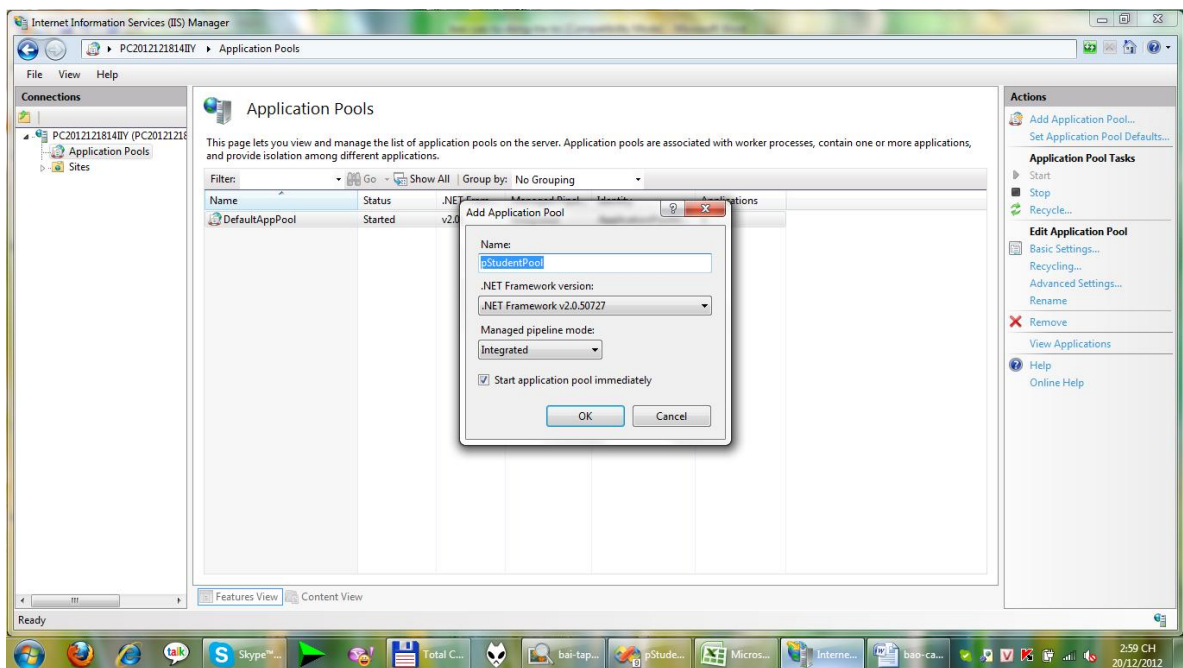 Internet Information Services (IIS) Manager
PC2012121814IIY ▸ Application Pools
File View Help
Connections
PC2012121814IIY (PC20121218
Application Pools
Sites
Application Pools
This page lets you view and manage the list of application pools on the server. Application pools are associated with worker processes, contain one or more applications,
and provide isolation among different applications.
Filter: Go Show All Group by: No Grouping
Name Status
DefaultAppPool Started v2.0
Add Application Pool
Name:
pStudentPool
.NET Framework version:
.NET Framework v2.0.50727
Managed pipeline mode:
Integrated
Start application pool immediately
OK Cancel
Actions
Add Application Pool...
Set Application Pool Defaults...
Application Pool Tasks
Start
Stop
Recycle...
Edit Application Pool
Basic Settings...
Recycling...
Advanced Settings...
Rename
Remove
View Applications
Help
Online Help
Features View Content View
Ready
talk Skype™... Total C... bai-tap... pStude... Micros... Interne... bao-ca... 2:59 CH
20/12/2012